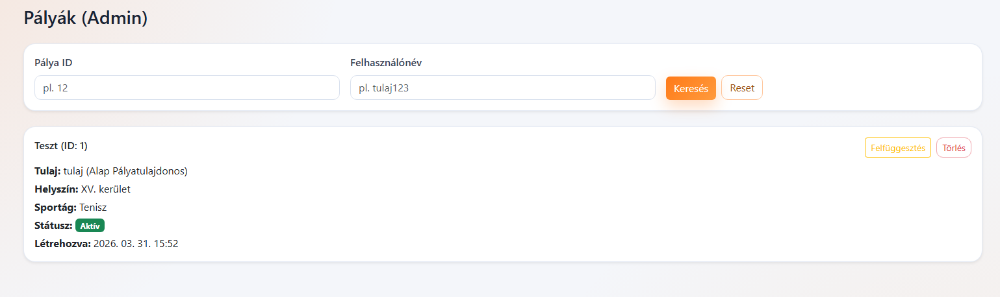 Pályák (Admin)
Pálya ID
Felhasználónév
pl. 12
pl. tulaj123
Keresés
Reset
Teszt (ID: 1)
Felfüggesztés
Törlés
Tulaj: tulaj (Alap Pályatulajdonos)
Helyszín: XV. kerület
Sportág: Tenisz
Státusz: Aktív
Létrehozva: 2026. 03. 31. 15:52